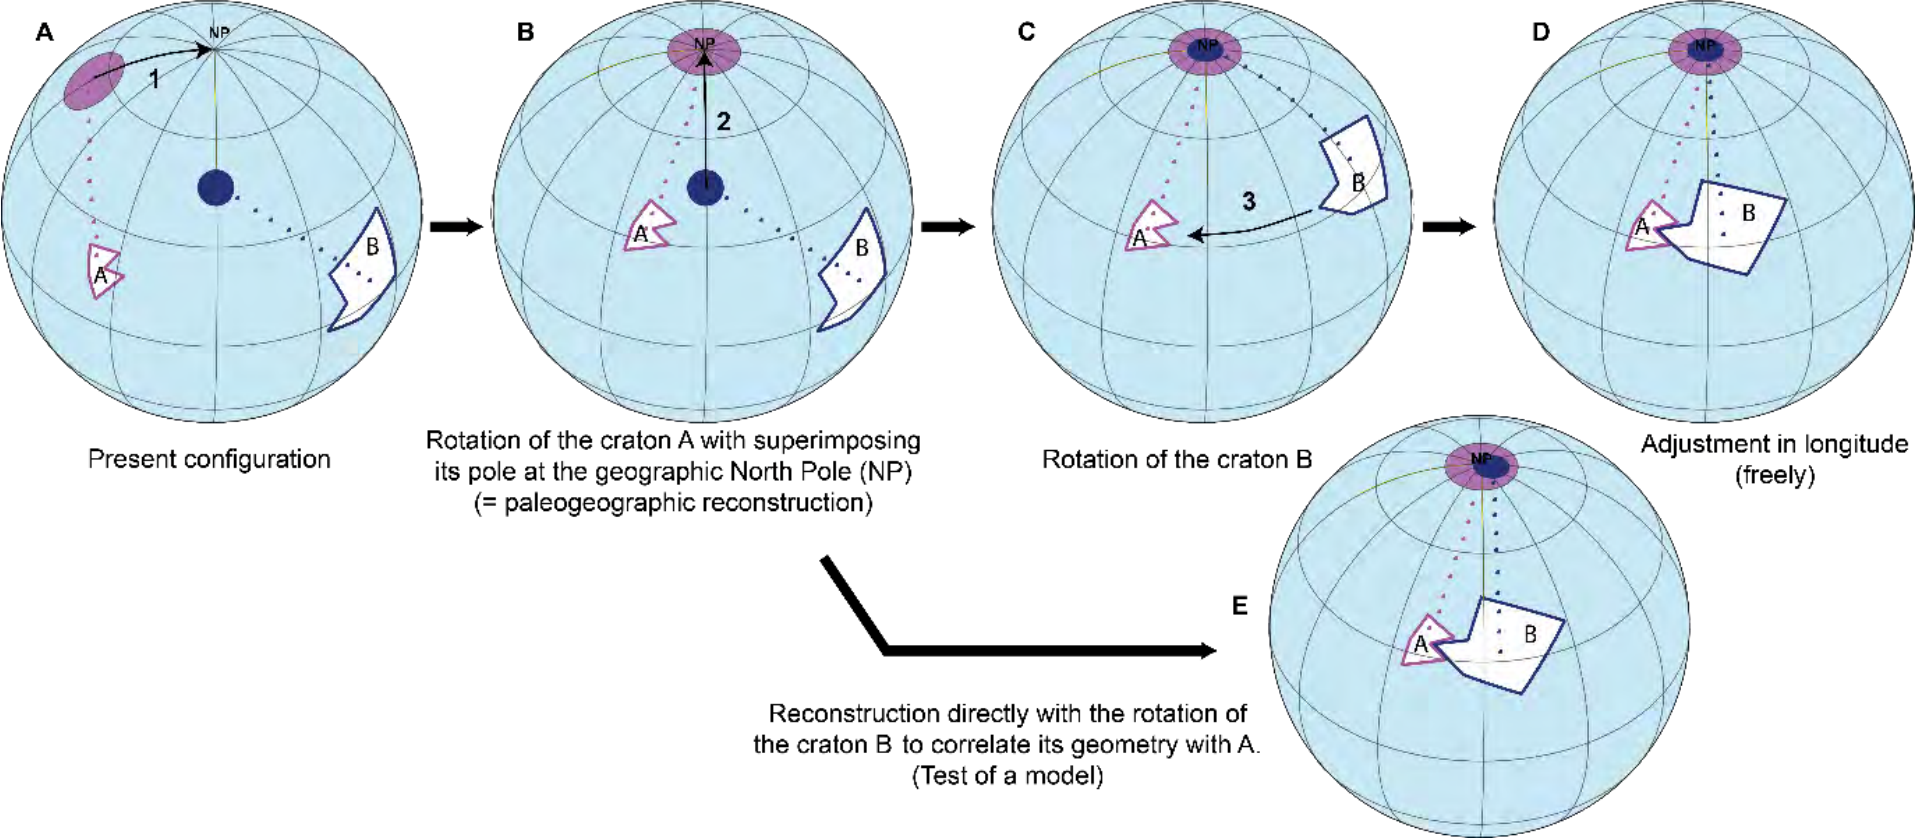 A
NP
1
A
B
Present configuration
B
NP
2
A
B
Rotation of the craton A with superimposing
its pole at the geographic North Pole (NP)
(= paleogeographic reconstruction)
C
NP
3
A
B
Rotation of the craton B
D
NP
A
B
Adjustment in longitude
(freely)
E
NP
A
B
Reconstruction directly with the rotation of
the craton B to correlate its geometry with A.
(Test of a model)